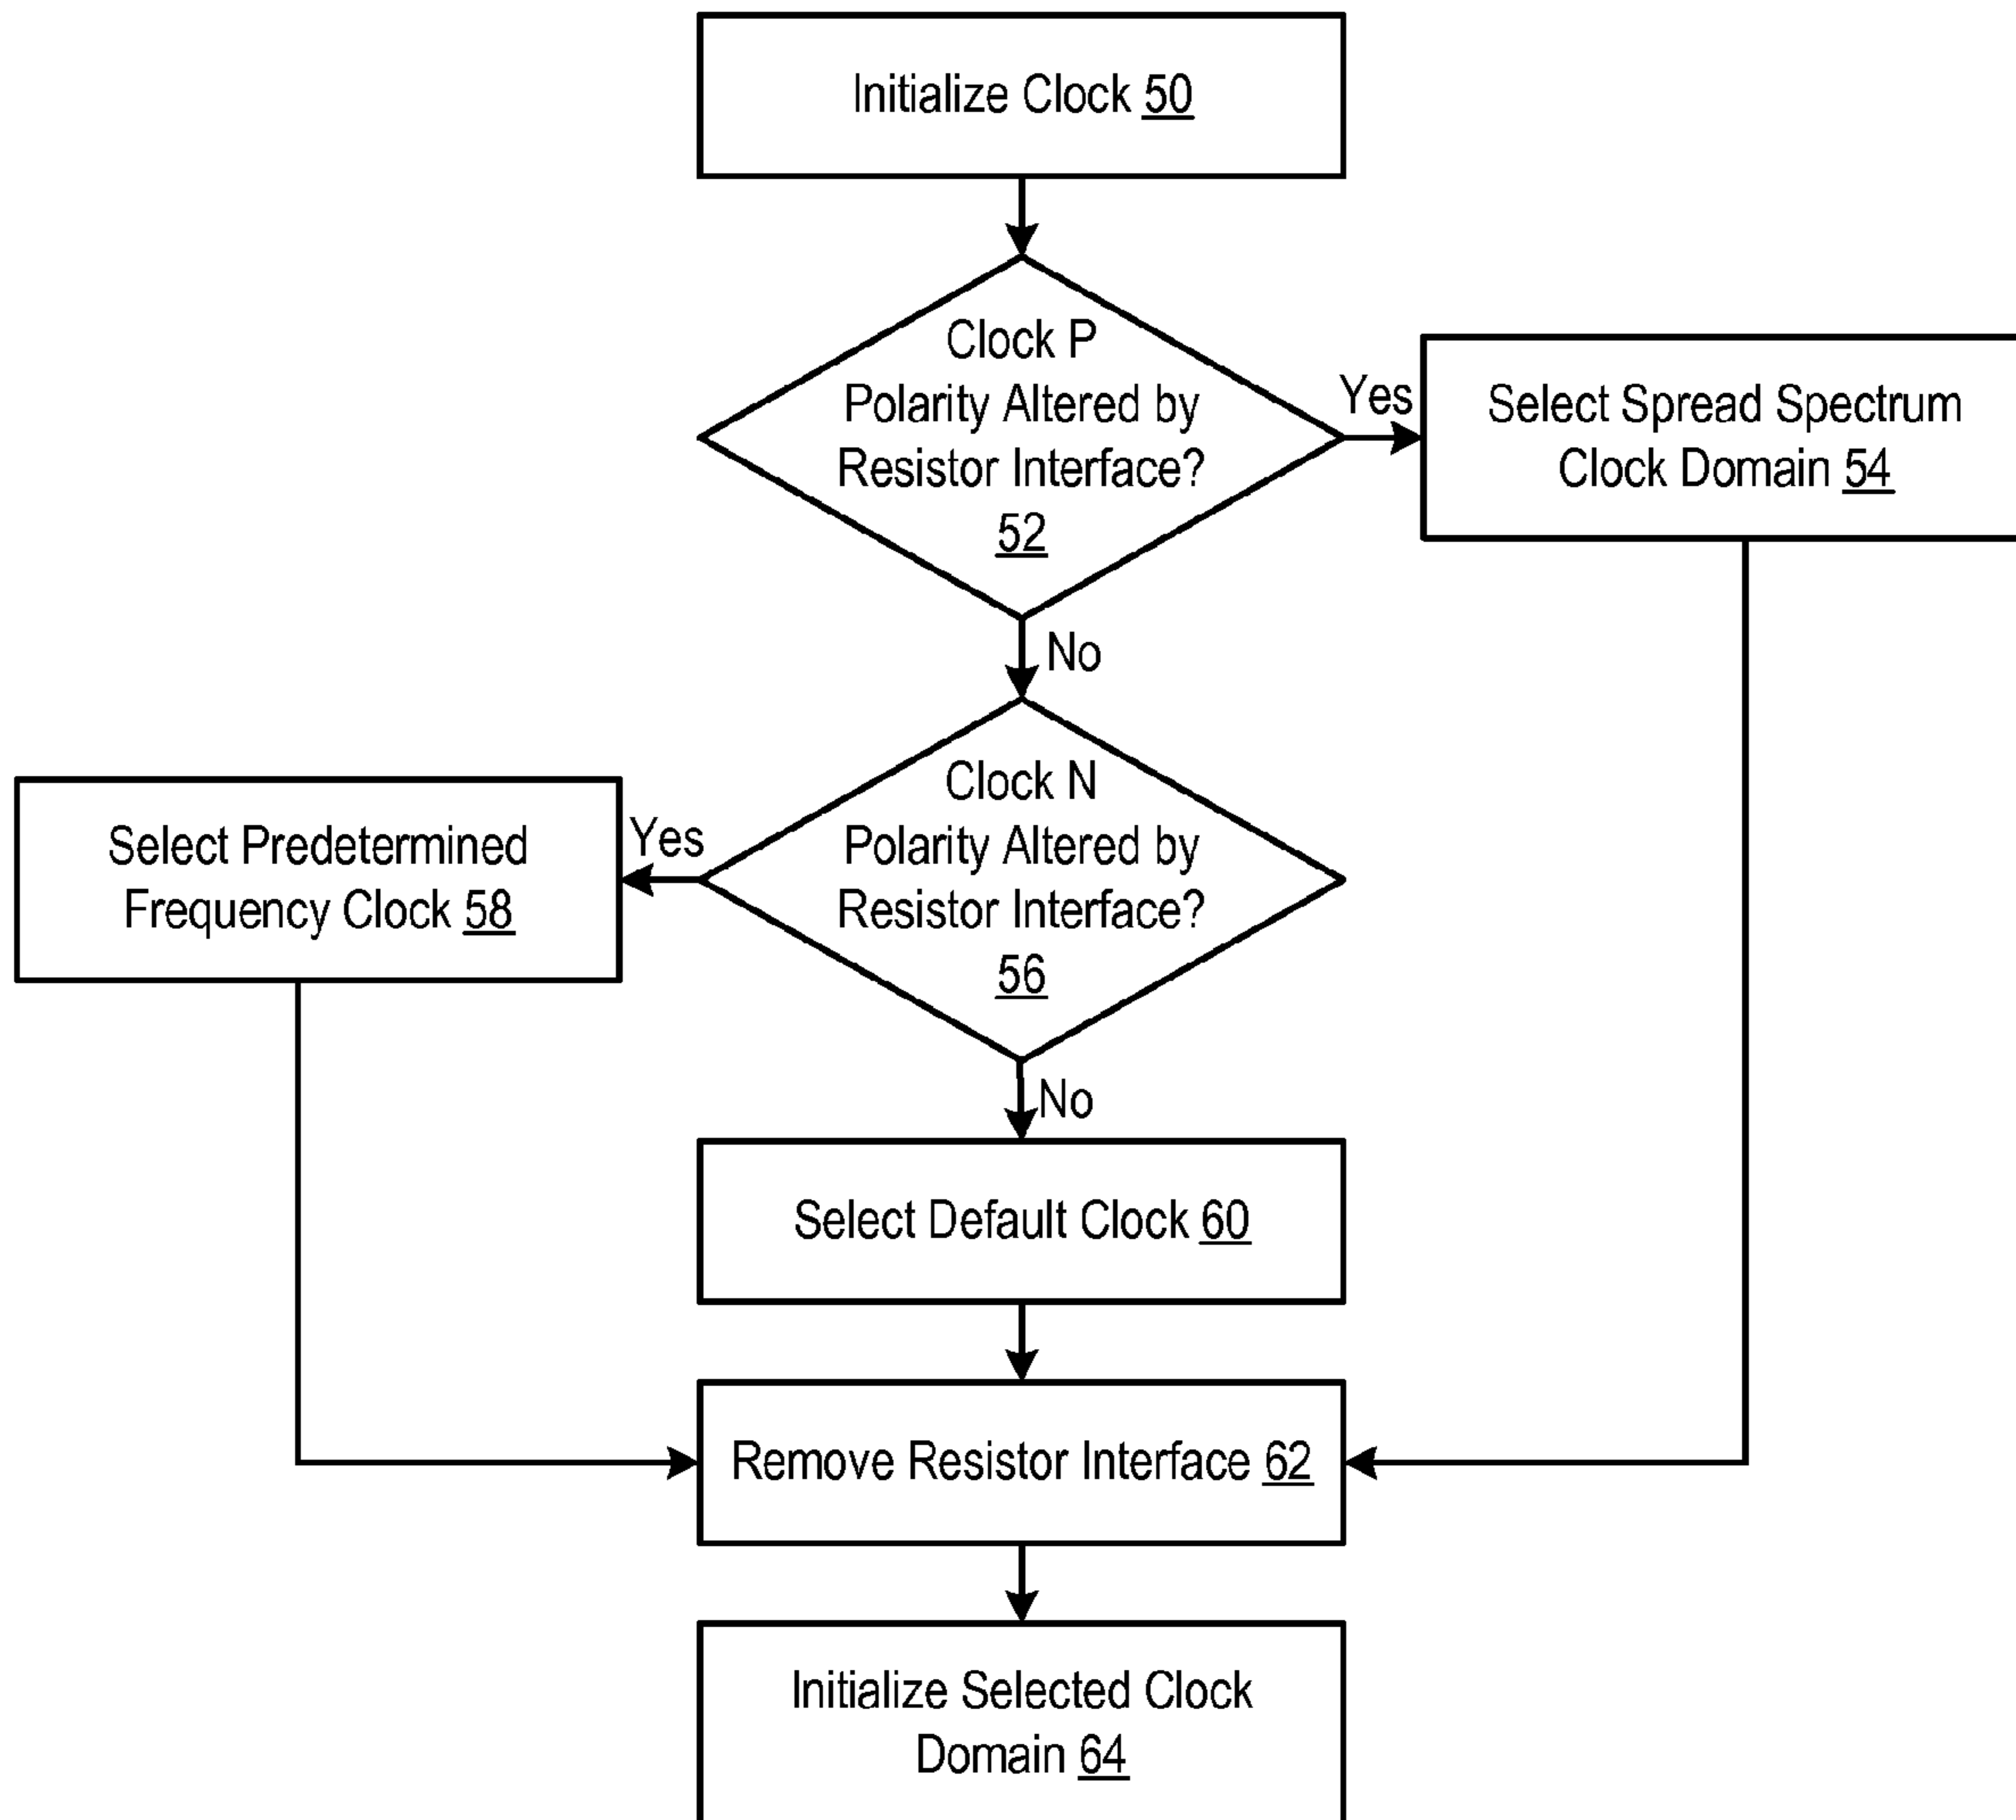 Initialize Clock 50
Clock P
Polarity Altered by
Resistor Interface?
52
Yes
Select Spread Spectrum
Clock Domain 54
No
Clock N
Polarity Altered by
Resistor Interface?
56
Yes
Select Predetermined
Frequency Clock 58
No
Select Default Clock 60
Remove Resistor Interface 62
Initialize Selected Clock
Domain 64